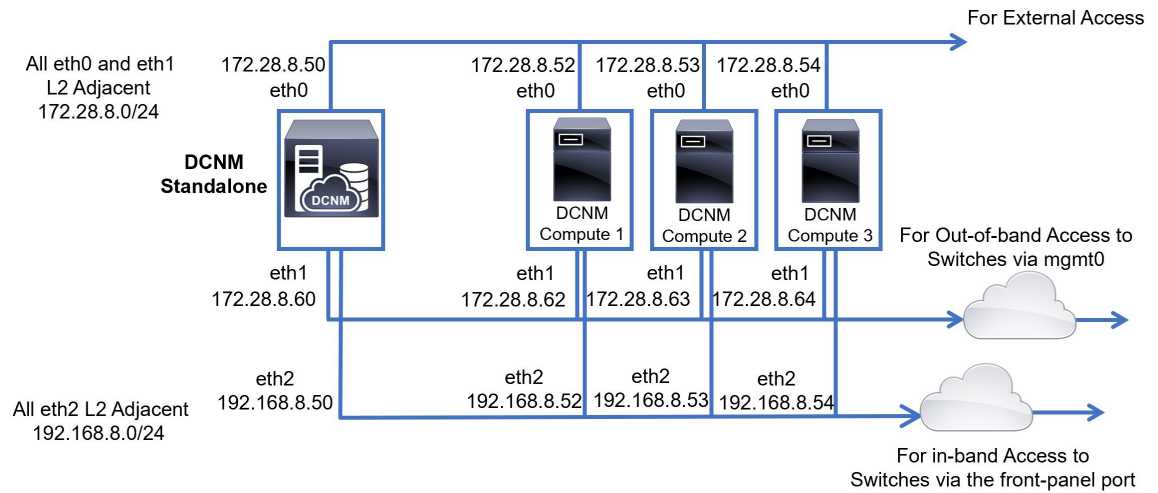 For External Access
All eth0 and eth1
L2 Adjacent
172.28.8.0/24
172.28.8.50
eth0
172.28.8.52
eth0
172.28.8.53
eth0
172.28.8.54
eth0
DCNM
Standalone
DCNM
DCNM
Compute 1
DCNM
Compute 2
DCNM
Compute 3
For Out-of-band Access to
Switches via mgmt0
eth1
172.28.8.60
eth1
172.28.8.62
eth1
172.28.8.63
eth1
172.28.8.64
eth2
192.168.8.50
eth2
192.168.8.52
eth2
192.168.8.53
eth2
192.168.8.54
All eth2 L2 Adjacent
192.168.8.0/24
For in-band Access to
Switches via the front-panel port